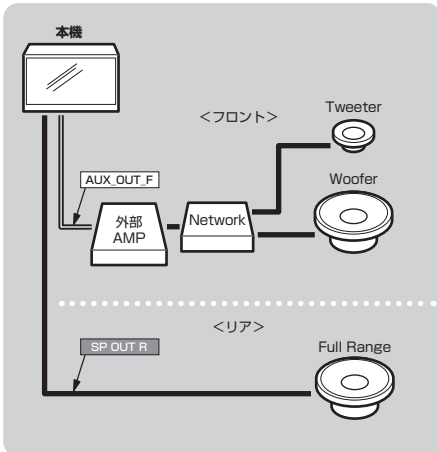 本機
＜フロント＞
Tweeter
AUX_OUT_F
Woofer
外部
AMP
Network
＜リア＞
SP OUT R
Full Range